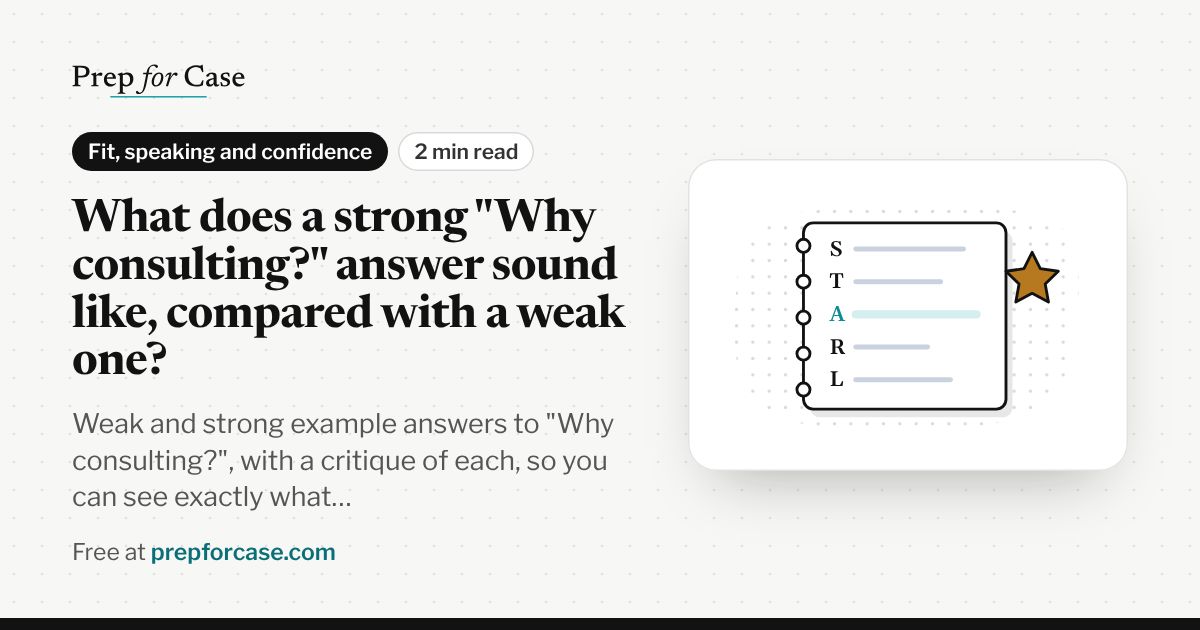 Prep for Case
Fit, speaking and confidence
2 min read
What does a strong "Why
consulting?" answer sound
like, compared with a weak
one?
Weak and strong example answers to "Why
consulting?", with a critique of each, so you
can see exactly what...
Free at prepforcase.com
S
T
A
R
L